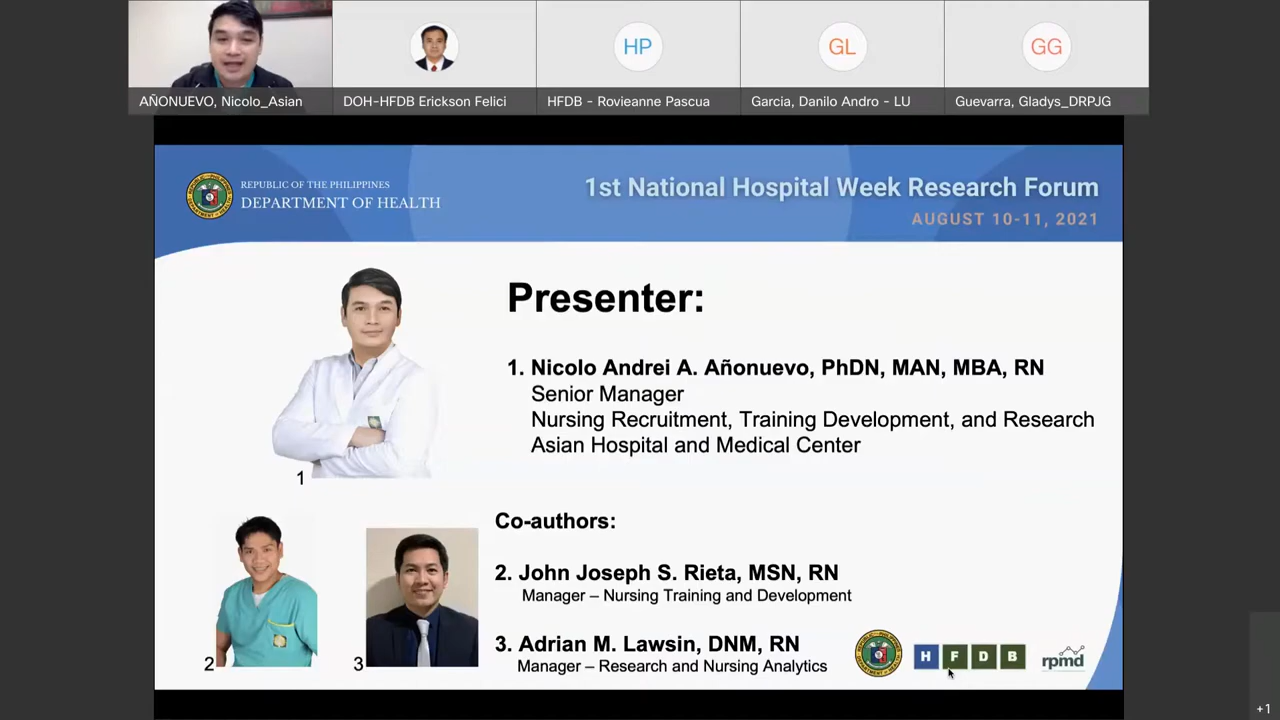 HP
GL
GG
AÑONUEVO, Nicolo_Asian
DOH-HFDB Erickson Felici
HFDB - Rovieanne Pascua
Garcia, Danilo Andro - LU
Guevarra, Gladys_DRPJG
REPUBLIC OF THE PHILIPPINES
DEPARTMENT OF HEALTH
1st National Hospital Week Research Forum
AUGUST 10-11, 2021
Presenter:
1. Nicolo Andrei A. Añonuevo, PhDN, MAN, MBA, RN
Senior Manager
Nursing Recruitment, Training Development, and Research
Asian Hospital and Medical Center
1
Co-authors:
2. John Joseph S. Rieta, MSN, RN
Manager – Nursing Training and Development
3. Adrian M. Lawsin, DNM, RN
Manager – Research and Nursing Analytics
2
3
H F D B
rpmd
+1